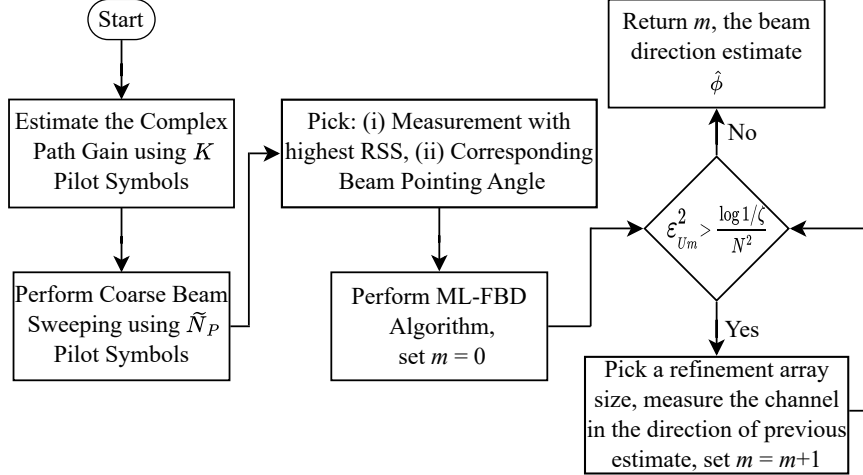 Start
Estimate the Complex
Path Gain using K
Pilot Symbols
Perform Coarse Beam
Sweeping using Ñ_P
Pilot Symbols
Pick: (i) Measurement with
highest RSS, (ii) Corresponding
Beam Pointing Angle
Perform ML-FBD
Algorithm,
set m = 0
Return m, the beam
direction estimate
φ̂
No
ε²_{Um} > log 1/ζ / N²
Yes
Pick a refinement array
size, measure the channel
in the direction of previous
estimate, set m = m+1